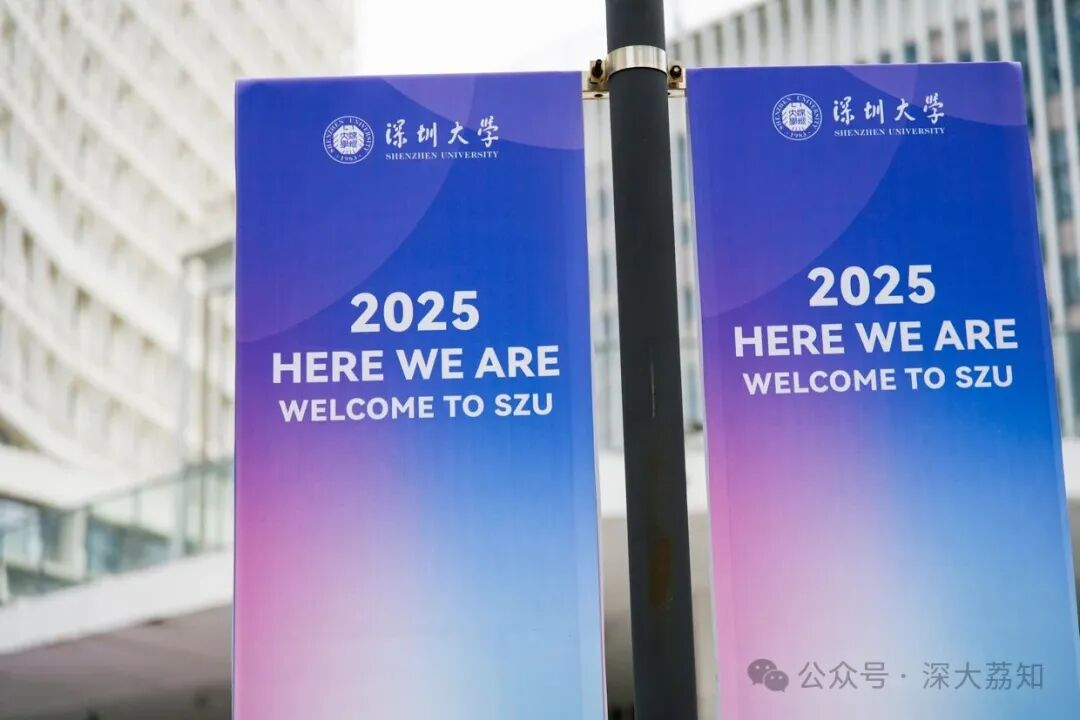 深圳大学
SHENZHEN UNIVERSITY
2025
HERE WE ARE
WELCOME TO SZU
深圳大学
SHENZHEN UNIVERSITY
2025
HERE WE ARE
WELCOME TO SZU
公众号 · 深大荔知